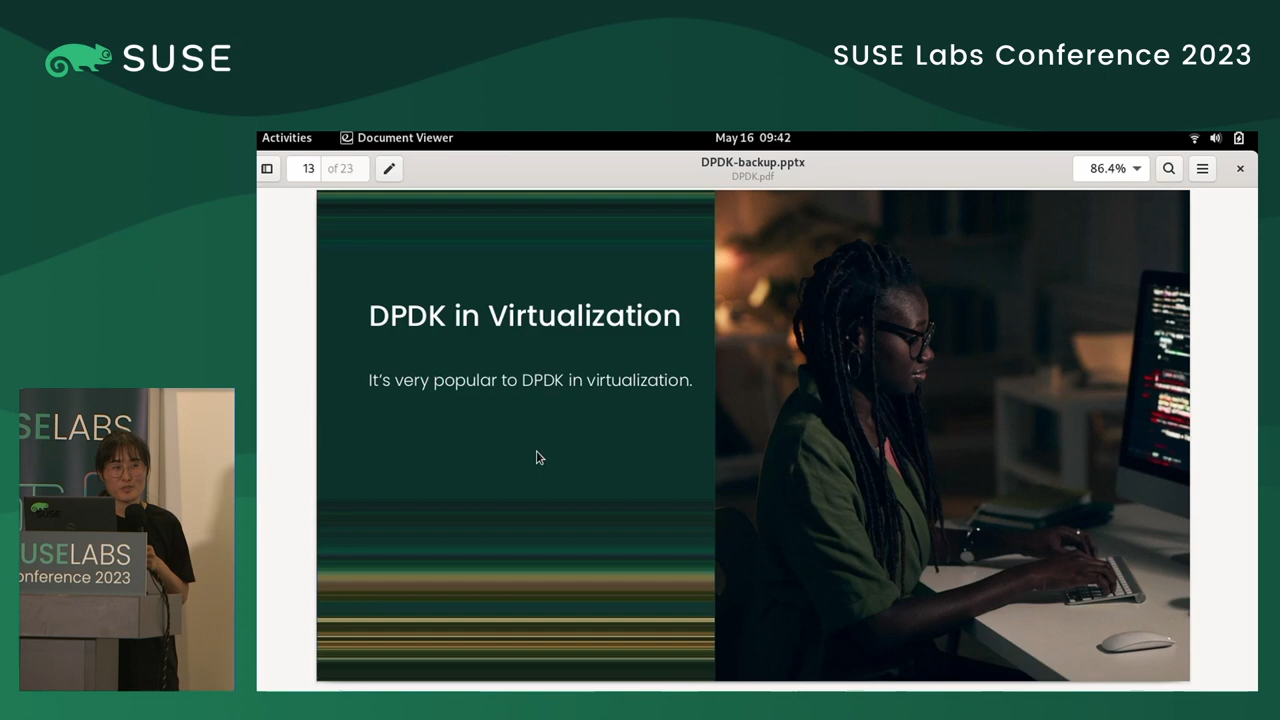 SUSE
SUSE Labs Conference 2023
Activities
Document Viewer
May 16 09:42
13
of 23
DPDK-backup.pptx
DPDK.pdf
86.4%
DPDK in Virtualization
It's very popular to DPDK in virtualization.
SELABS
SUSE
USELABS
onference 2023